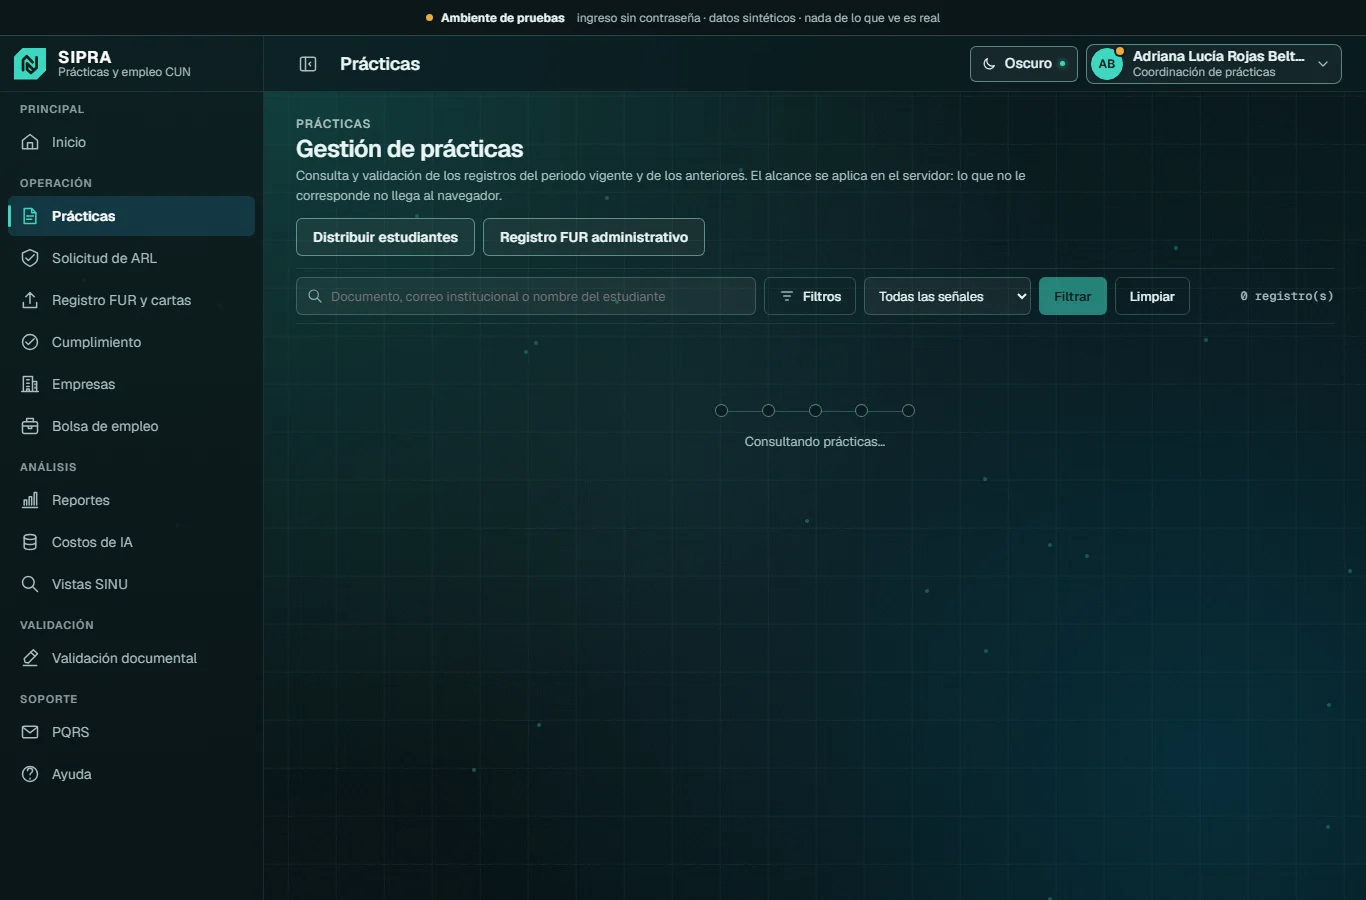 Ambiente de pruebas ingreso sin contraseña · datos sintéticos · nada de lo que ve es real
SIPRA
Prácticas y empleo CUN
Prácticas
Oscuro
AB
Adriana Lucía Rojas Belt...
Coordinación de prácticas
PRINCIPAL
Inicio
OPERACIÓN
Prácticas
Solicitud de ARL
Registro FUR y cartas
Cumplimiento
Empresas
Bolsa de empleo
ANÁLISIS
Reportes
Costos de IA
Vistas SINU
VALIDACIÓN
Validación documental
SOPORTE
PQRS
Ayuda
PRÁCTICAS
Gestión de prácticas
Consulta y validación de los registros del periodo vigente y de los anteriores. El alcance se aplica en el servidor: lo que no le
corresponde no llega al navegador.
Distribuir estudiantes
Registro FUR administrativo
Documento, correo institucional o nombre del estudiante
Filtros
Todas las señales
Filtrar
Limpiar
0 registro(s)
Consultando prácticas...